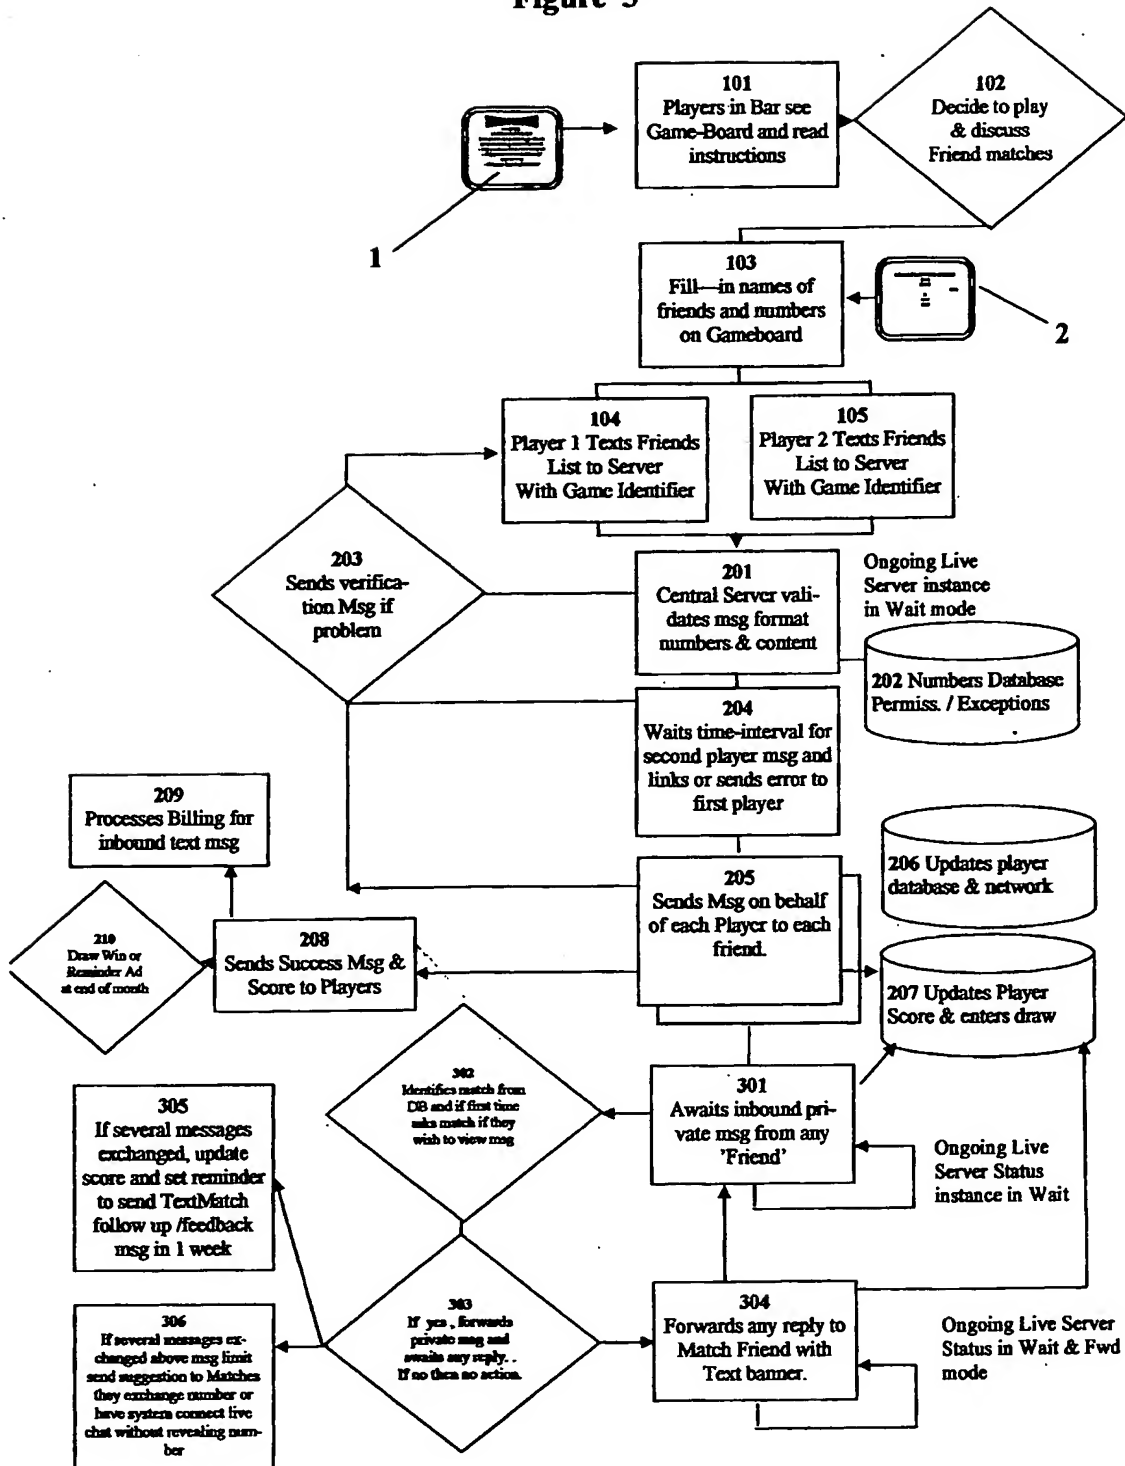 Figure 3
101
Players in Bar see
Game-Board and read
instructions
102
Decide to play
& discuss
Friend matches
1
103
Fill—in names of
friends and numbers
on Gameboard
2
104
Player 1 Texts Friends
List to Server
With Game Identifier
105
Player 2 Texts Friends
List to Server
With Game Identifier
203
Sends verifica-
tion Msg if
problem
201
Central Server vali-
dates msg format
numbers & content
Ongoing Live
Server instance
in Wait mode
202 Numbers Database
Permiss. / Exceptions
204
Waits time-interval for
second player msg and
links or sends error to
first player
209
Processes Billing for
inbound text msg
205
Sends Msg on behalf
of each Player to each
friend.
206 Updates player
database & network
210
Draw Win or
Reminder Ad
at end of month
208
Sends Success Msg &
Score to Players
207 Updates Player
Score & enters draw
302
Identifies match from
DB and if first time
asks match if they
wish to view msg
301
Awaits inbound pri-
vate msg from any
'Friend'
305
If several messages
exchanged, update
score and set reminder
to send TextMatch
follow up /feedback
msg in 1 week
Ongoing Live
Server Status
instance in Wait
303
If yes, forwards
private msg and
awaits any reply. .
If no then no action.
304
Forwards any reply to
Match Friend with
Text banner.
Ongoing Live Server
Status in Wait & Fwd
mode
306
If several messages ex-
changed above msg limit
send suggestion to Matches
they exchange number or
have system connect live
chat without revealing num-
ber